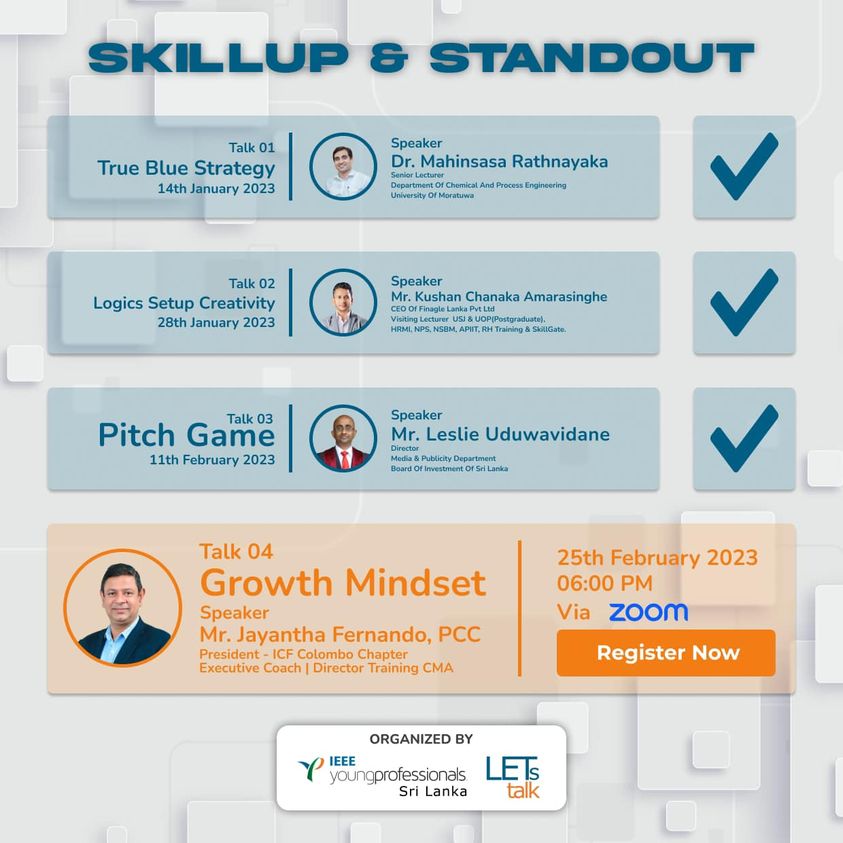 SKILLUP & STANDOUT
Talk 01
True Blue Strategy
14th January 2023
Speaker
Dr. Mahinsasa Rathnayaka
Senior Lecturer
Department Of Chemical And Process Engineering
University Of Moratuwa
Talk 02
Logics Setup Creativity
28th January 2023
Speaker
Mr. Kushan Chanaka Amarasinghe
CEO Of Finagle Lanka Pvt Ltd
Visiting Lecturer USJ & UOP(Postgraduate),
HRMI, NPS, NSBM, APIIT, RH Training & SkillGate.
Talk 03
Pitch Game
11th February 2023
Speaker
Mr. Leslie Uduwavidane
Director
Media & Publicity Department
Board Of Investment Of Sri Lanka
Talk 04
Growth Mindset
Speaker
Mr. Jayantha Fernando, PCC
President - ICF Colombo Chapter
Executive Coach | Director Training CMA
25th February 2023
06:00 PM
Via zoom
Register Now
ORGANIZED BY
IEEE
youngprofessionals
Sri Lanka
LETs
talk